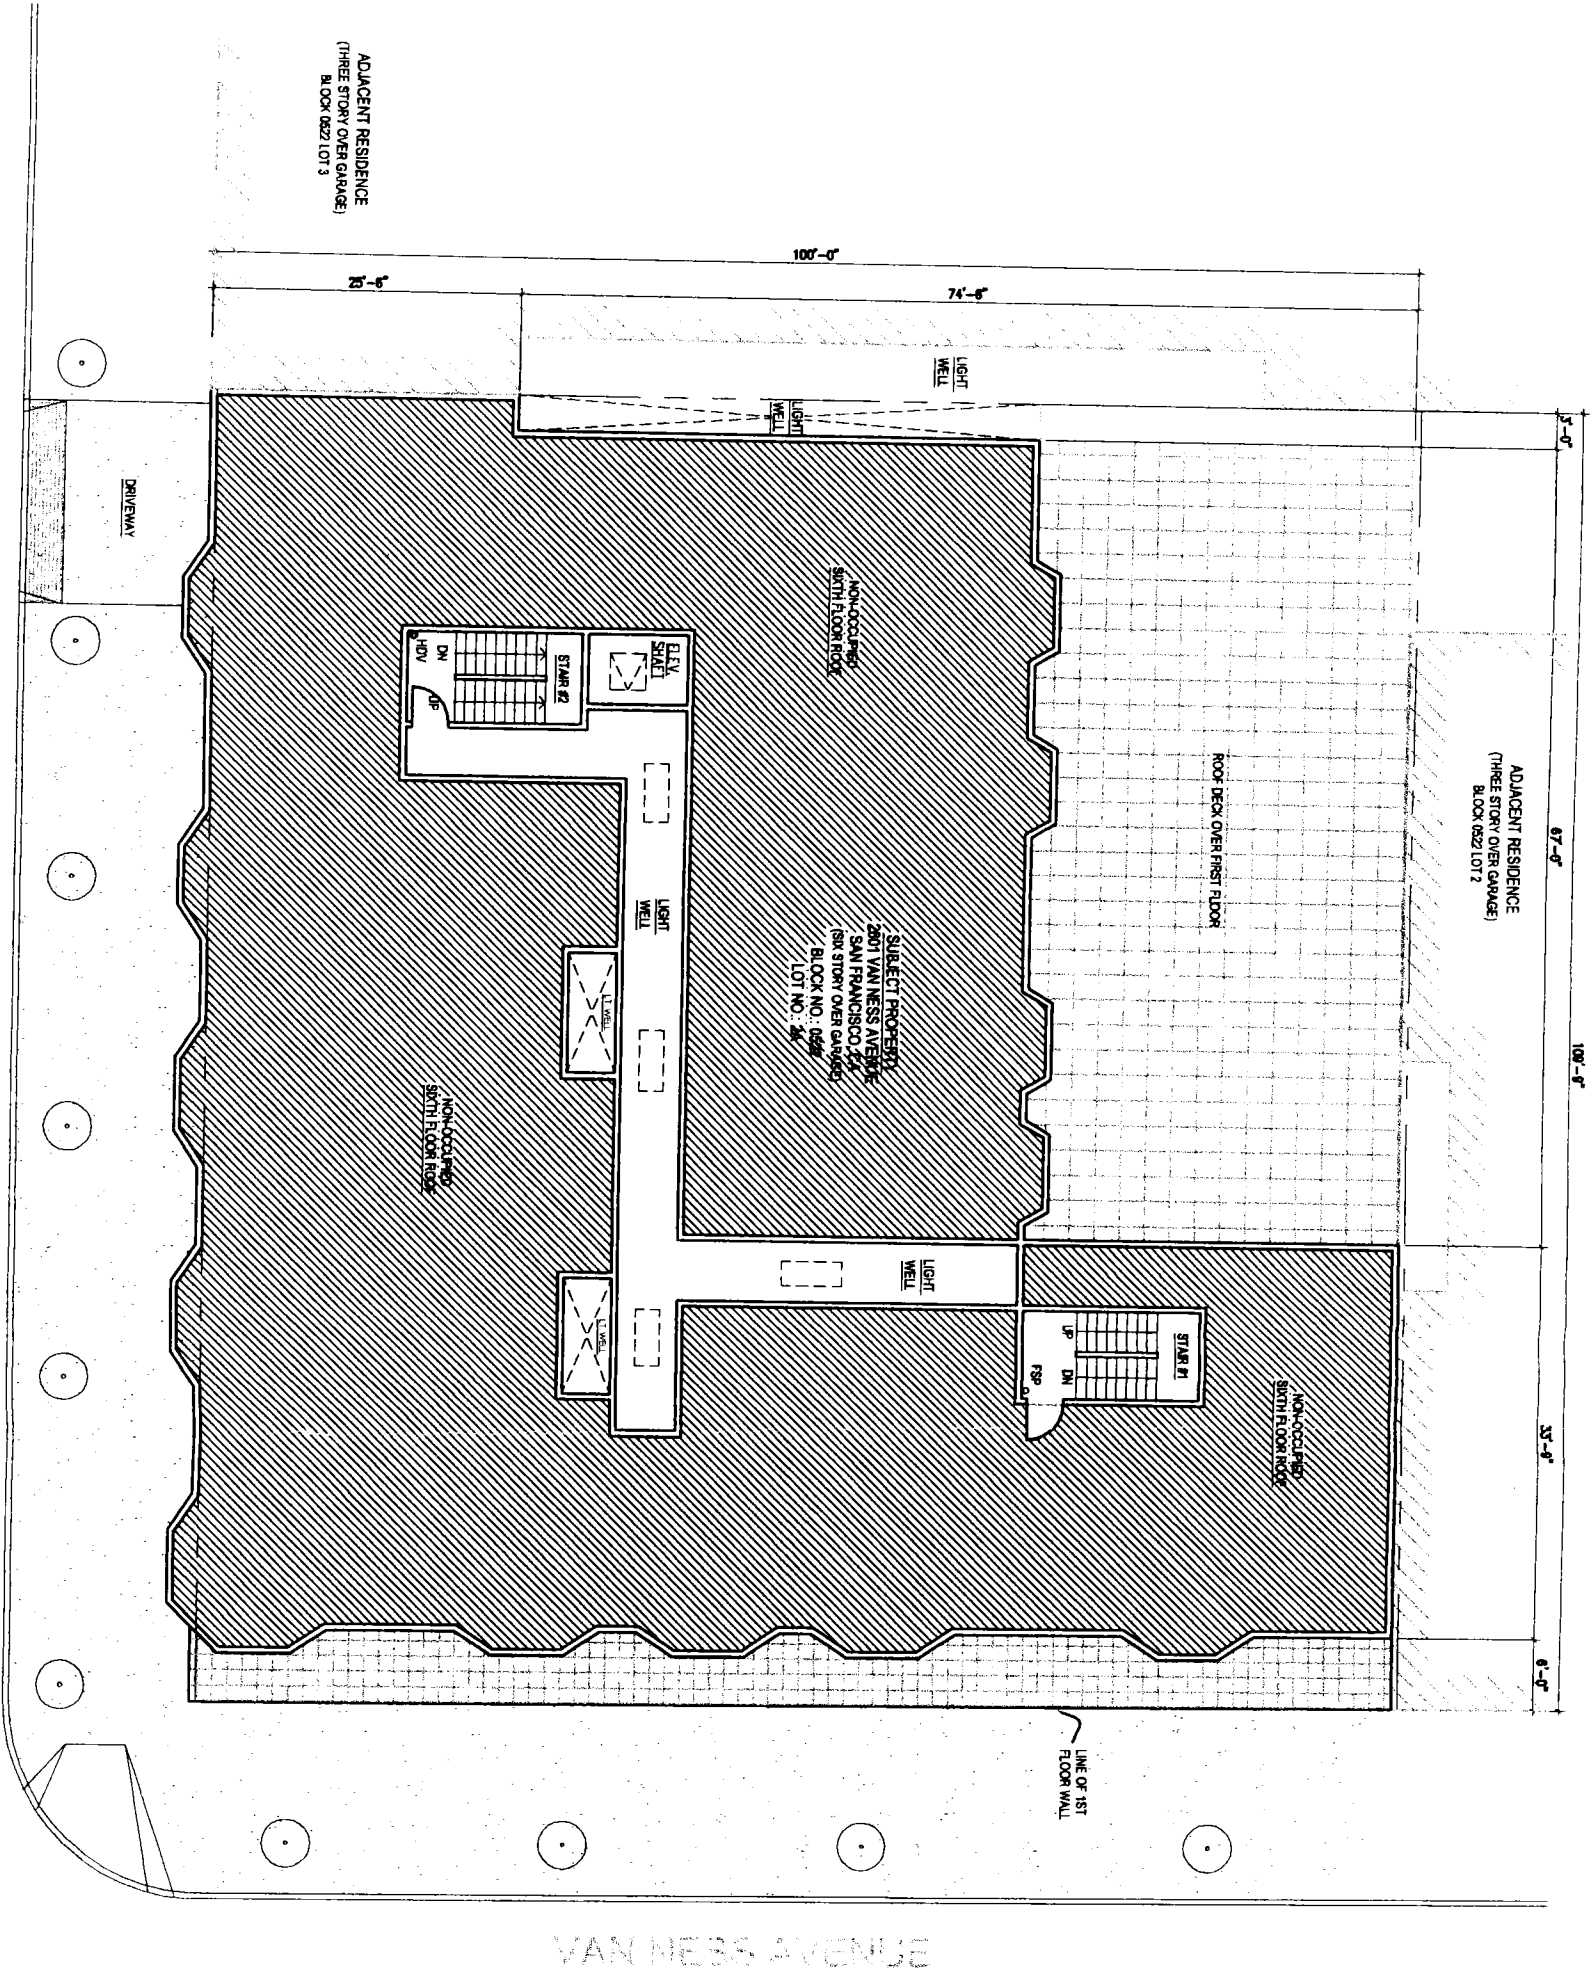 ADJACENT RESIDENCE
(THREE STORY OVER GARAGE)
BLOCK 0522 LOT 3
100'-0"
25'-6"
74'-6"
LIGHT
WELL
LIGHT
WELL
3'-0"
67'-0"
109'-9"
33'-9"
6'-0"
ADJACENT RESIDENCE
(THREE STORY OVER GARAGE)
BLOCK 0522 LOT 2
ROOF DECK OVER FIRST FLOOR
DRIVEWAY
NON-OCCUPIED
SIXTH FLOOR ROOF
ELEV.
SHAFT
STAIR #2
DN
UP
HDV
SUBJECT PROPERTY
2601 VAN NESS AVENUE
SAN FRANCISCO, CA
(SIX STORY OVER GARAGE)
BLOCK NO.: 0522
LOT NO.:
LIGHT
WELL
LT. WELL
NON-OCCUPIED
SIXTH FLOOR ROOF
LIGHT
WELL
LT. WELL
STAIR #1
UP
DN
FSP
NON-OCCUPIED
SIXTH FLOOR ROOF
LINE OF 1ST
FLOOR WALL
VAN NESS AVENUE